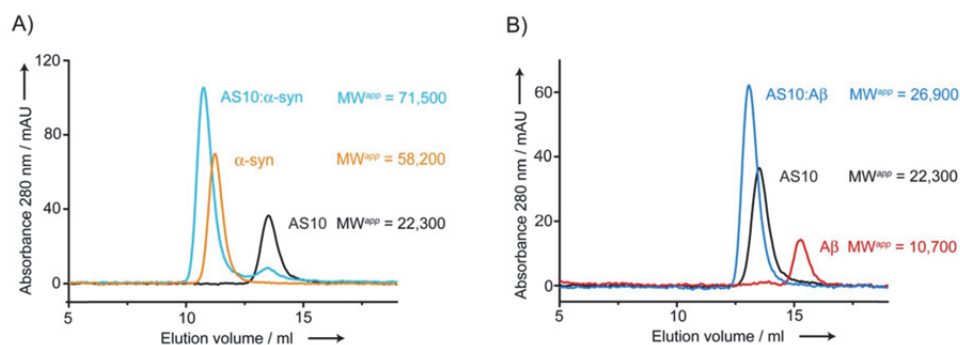 A)
120
80
40
0
Absorbance 280 nm / mAU
AS10:α-syn MWᵃᵖᵖ = 71,500
α-syn MWᵃᵖᵖ = 58,200
AS10 MWᵃᵖᵖ = 22,300
5 10 15
Elution volume / ml
B)
60
40
20
0
Absorbance 280 nm / mAU
AS10:Aβ MWᵃᵖᵖ = 26,900
AS10 MWᵃᵖᵖ = 22,300
Aβ MWᵃᵖᵖ = 10,700
5 10 15
Elution volume / ml